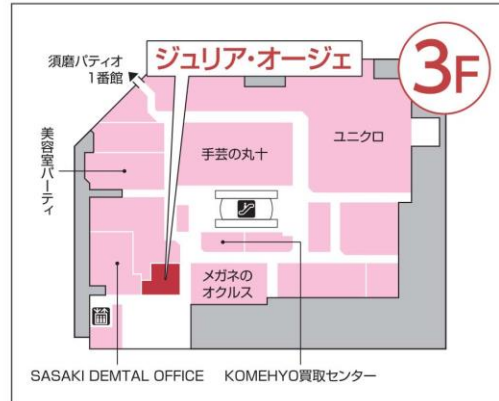 須磨パティオ
1番館
ジュリア・オージェ
3F
ユニクロ
手芸の丸十
美容室パーティ
メガネの
オクルス
SASAKI DEMTAL OFFICE
KOMEHYO買取センター